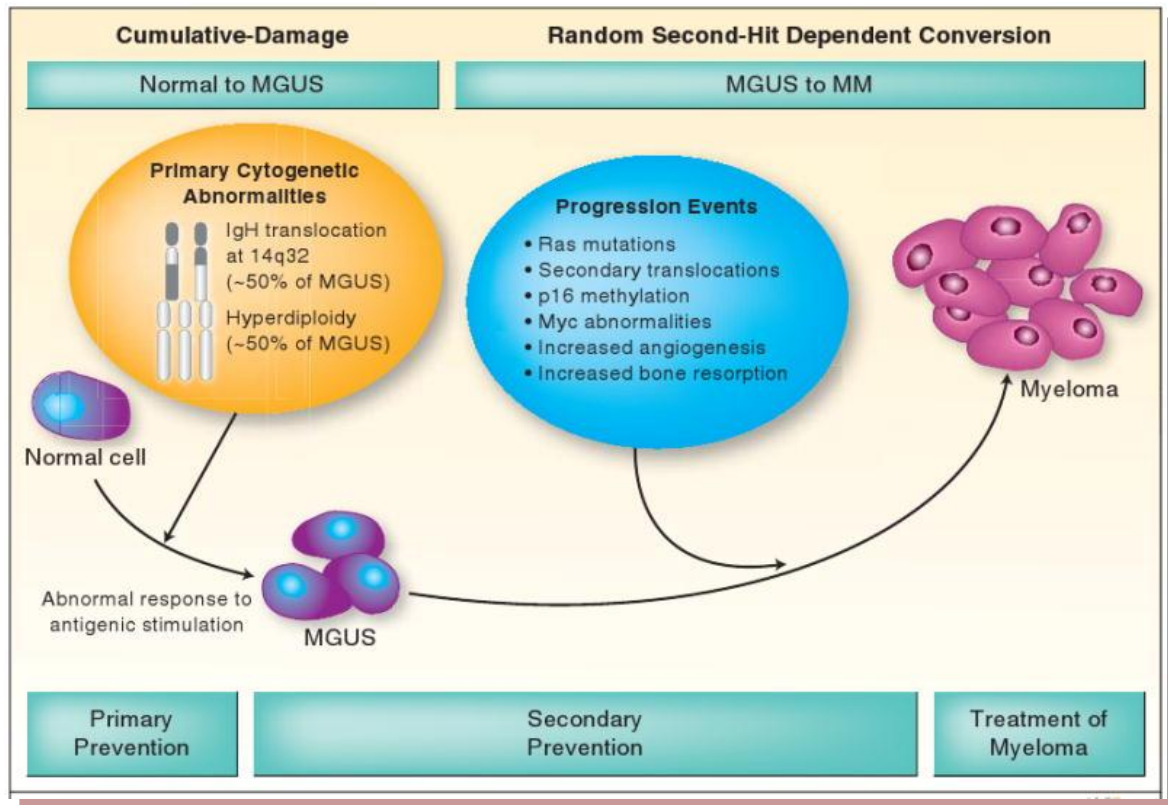 Cumulative-Damage
Random Second-Hit Dependent Conversion
Normal to MGUS
MGUS to MM
Primary Cytogenetic
Abnormalities
IgH translocation
at 14q32
(~50% of MGUS)
Hyperdiploidy
(~50% of MGUS)
Progression Events
• Ras mutations
• Secondary translocations
• p16 methylation
• Myc abnormalities
• Increased angiogenesis
• Increased bone resorption
Myeloma
Normal cell
Abnormal response to
antigenic stimulation
MGUS
Primary
Prevention
Secondary
Prevention
Treatment of
Myeloma